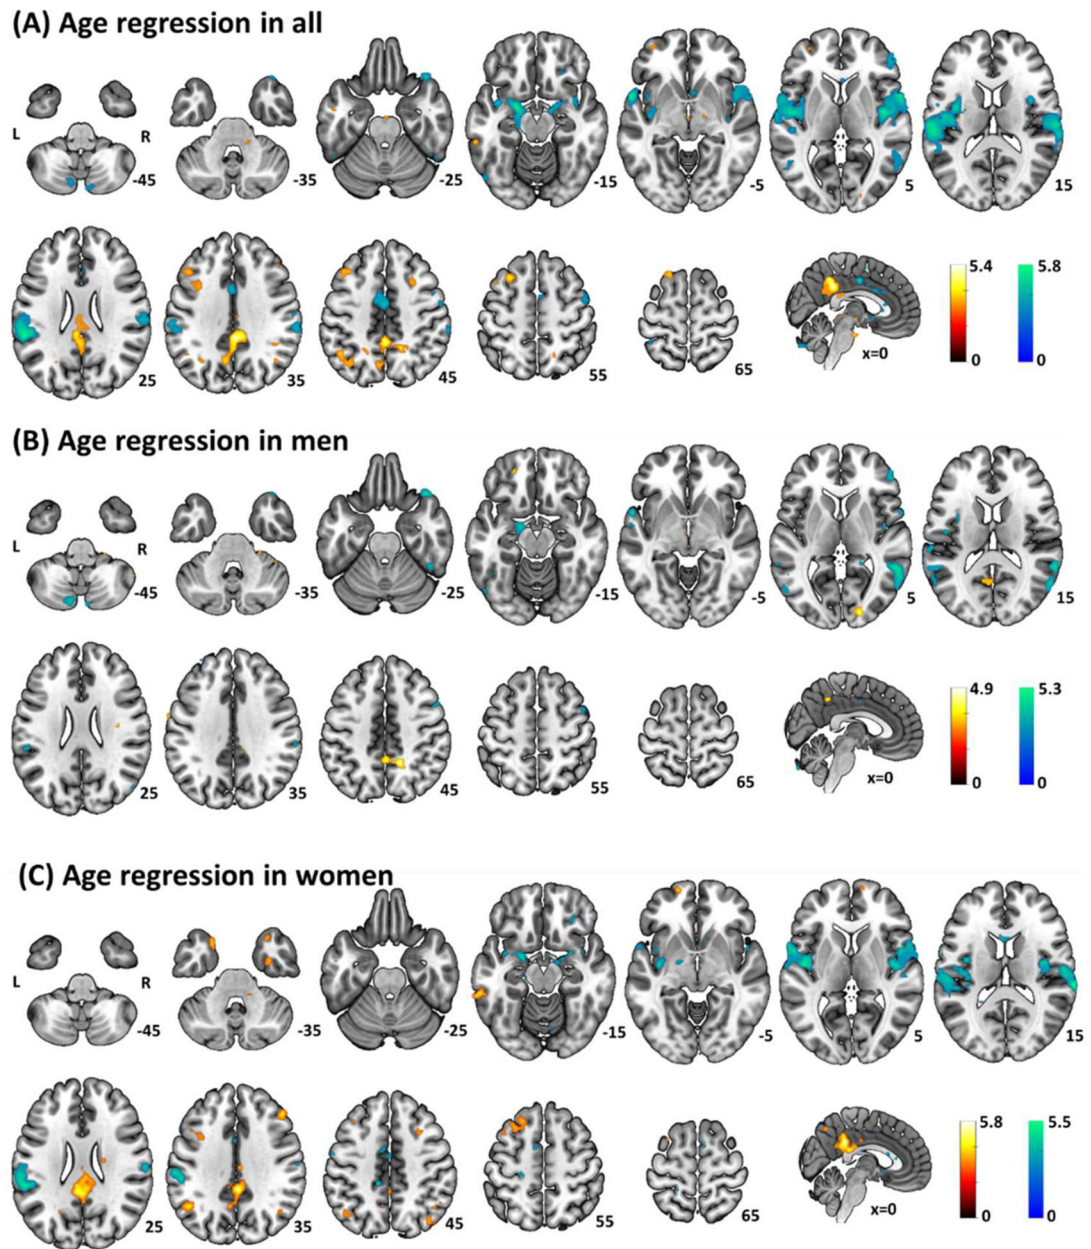 (A) Age regression in all
L R -45 -35 -25 -15 -5 5 15
25 35 45 55 65 x=0 5.4 0 5.8 0
(B) Age regression in men
L R -45 -35 -25 -15 -5 5 15
25 35 45 55 65 x=0 4.9 0 5.3 0
(C) Age regression in women
L R -45 -35 -25 -15 -5 5 15
25 35 45 55 65 x=0 5.8 0 5.5 0